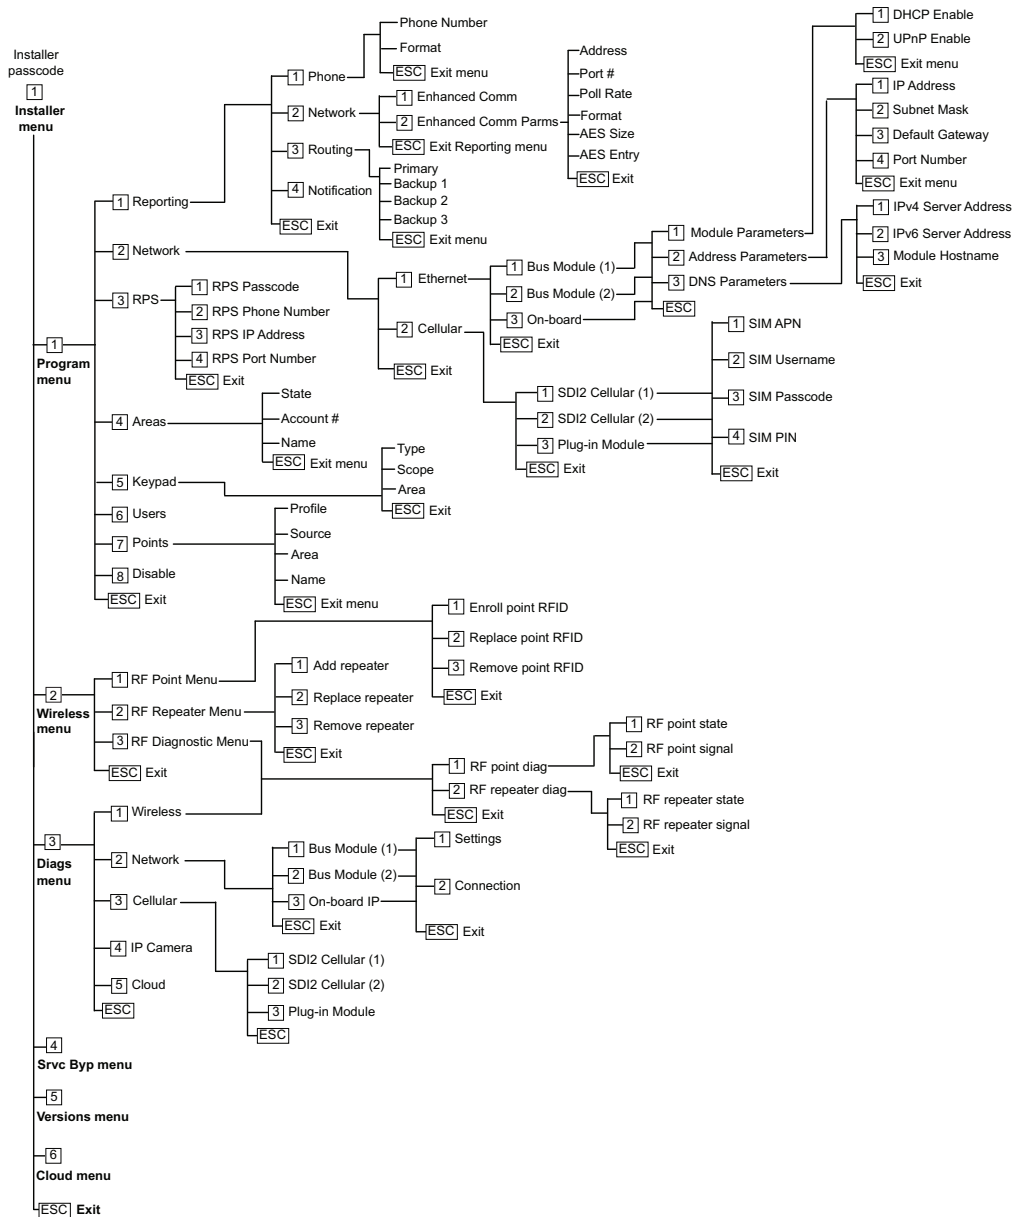 Installer
passcode
1
Installer
menu
1
Program
menu
1 Reporting
1 Phone
Phone Number
Format
ESC Exit menu
2 Network
1 Enhanced Comm
2 Enhanced Comm Parms
Address
Port #
Poll Rate
Format
AES Size
AES Entry
ESC Exit
ESC Exit Reporting menu
3 Routing
Primary
Backup 1
Backup 2
Backup 3
ESC Exit menu
4 Notification
ESC Exit
2 Network
1 Ethernet
1 Bus Module (1)
2 Bus Module (2)
3 On-board
ESC Exit
1 Module Parameters
1 DHCP Enable
2 UPnP Enable
ESC Exit menu
2 Address Parameters
1 IP Address
2 Subnet Mask
3 Default Gateway
4 Port Number
ESC Exit menu
3 DNS Parameters
1 IPv4 Server Address
2 IPv6 Server Address
3 Module Hostname
ESC Exit
ESC
2 Cellular
1 SDI2 Cellular (1)
2 SDI2 Cellular (2)
3 Plug-in Module
ESC Exit
1 SIM APN
2 SIM Username
3 SIM Passcode
4 SIM PIN
ESC Exit
ESC Exit
3 RPS
1 RPS Passcode
2 RPS Phone Number
3 RPS IP Address
4 RPS Port Number
ESC Exit
4 Areas
State
Account #
Name
ESC Exit menu
5 Keypad
Type
Scope
Area
ESC Exit
6 Users
7 Points
Profile
Source
Area
Name
ESC Exit menu
8 Disable
ESC Exit
2
Wireless
menu
1 RF Point Menu
1 Enroll point RFID
2 Replace point RFID
3 Remove point RFID
ESC Exit
2 RF Repeater Menu
1 Add repeater
2 Replace repeater
3 Remove repeater
ESC Exit
3 RF Diagnostic Menu
ESC Exit
1 RF point diag
1 RF point state
2 RF point signal
ESC Exit
2 RF repeater diag
1 RF repeater state
2 RF repeater signal
ESC Exit
ESC Exit
3
Diags
menu
1 Wireless
2 Network
1 Bus Module (1)
2 Bus Module (2)
3 On-board IP
ESC Exit
1 Settings
2 Connection
ESC Exit
3 Cellular
1 SDI2 Cellular (1)
2 SDI2 Cellular (2)
3 Plug-in Module
ESC
4 IP Camera
5 Cloud
ESC
4
Srvc Byp menu
5
Versions menu
6
Cloud menu
ESC Exit